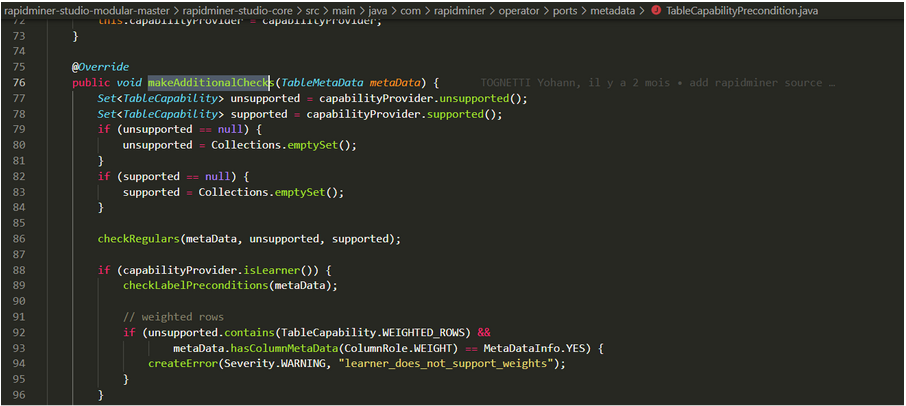 rapidminer-studio-modular-master > rapidminer-studio-core > src > main > java > com > rapidminer > operator > ports > metadata > TableCapabilityPrecondition.java
72 this.capabilityProvider = capabilityProvider;
73 }
74
75 @Override
76 public void makeAdditionalChecks(TableMetaData metaData) { TOGNETTI Yohann, il y a 2 mois • add rapidminer source …
77 Set<TableCapability> unsupported = capabilityProvider.unsupported();
78 Set<TableCapability> supported = capabilityProvider.supported();
79 if (unsupported == null) {
80 unsupported = Collections.emptySet();
81 }
82 if (supported == null) {
83 supported = Collections.emptySet();
84 }
85
86 checkRegulars(metaData, unsupported, supported);
87
88 if (capabilityProvider.isLearner()) {
89 checkLabelPreconditions(metaData);
90
91 // weighted rows
92 if (unsupported.contains(TableCapability.WEIGHTED_ROWS) &&
93 metaData.hasColumnMetaData(ColumnRole.WEIGHT) == MetaDataInfo.YES) {
94 createError(Severity.WARNING, "learner_does_not_support_weights");
95 }
96 }